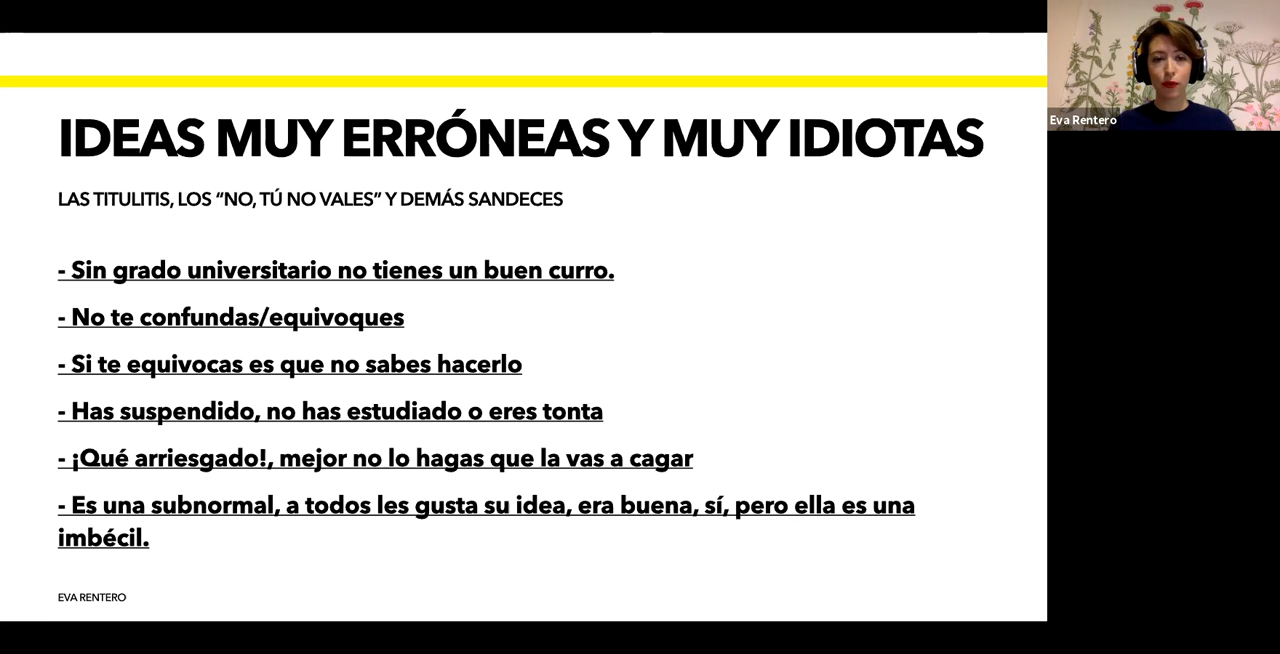 IDEAS MUY ERRÓNEAS Y MUY IDIOTAS
LAS TITULITIS, LOS “NO, TÚ NO VALES” Y DEMÁS SANDECES
- Sin grado universitario no tienes un buen curro.
- No te confundas/equivoques
- Si te equivocas es que no sabes hacerlo
- Has suspendido, no has estudiado o eres tonta
- ¡Qué arriesgado!, mejor no lo hagas que la vas a cagar
- Es una subnormal, a todos les gusta su idea, era buena, sí, pero ella es una
imbécil.
EVA RENTERO
Eva Rentero